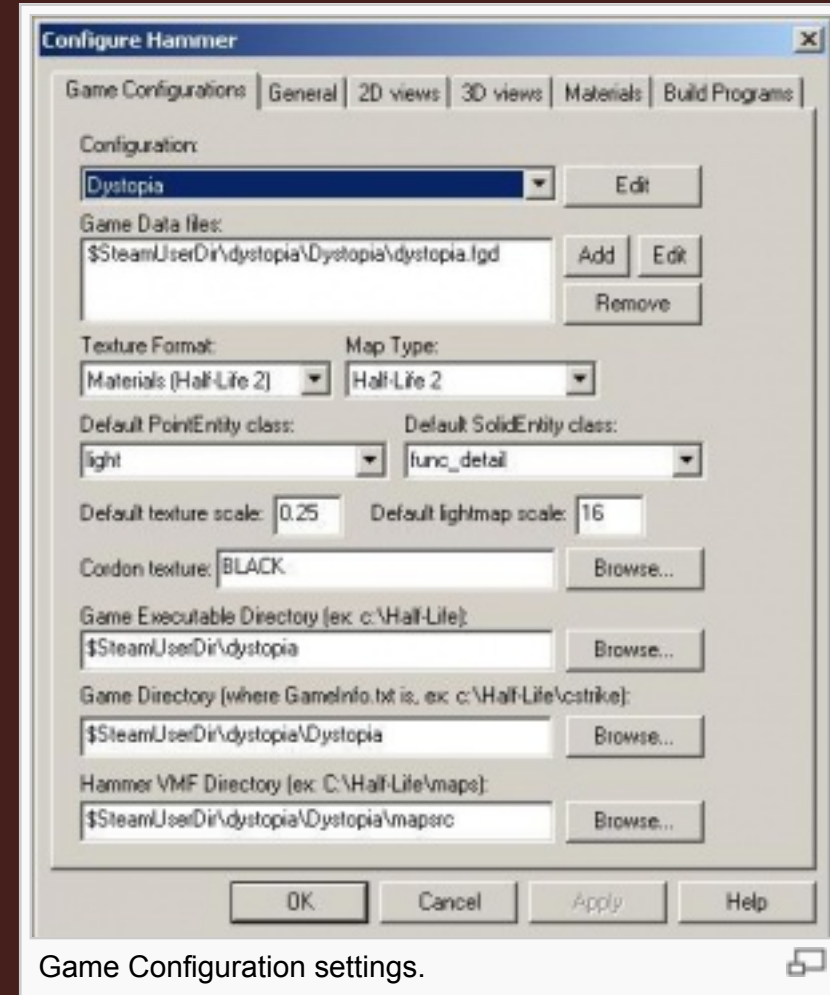 Configure Hammer
Game Configurations General 2D views 3D views Materials Build Programs
Configuration:
Dystopia Edit
Game Data files:
$SteamUserDir\dystopia\Dystopia\dystopia.fgd Add Edit
Remove
Texture Format: Map Type:
Materials (Half-Life 2) Half-Life 2
Default PointEntity class: Default SolidEntity class:
light func_detail
Default texture scale: 0.25 Default lightmap scale: 16
Cordon texture: BLACK Browse...
Game Executable Directory (ex: c:\Half-Life):
$SteamUserDir\dystopia Browse...
Game Directory (where GameInfo.txt is, ex: c:\Half-Life\cstrike):
$SteamUserDir\dystopia\Dystopia Browse...
Hammer VMF Directory (ex: C:\Half-Life\maps):
$SteamUserDir\dystopia\Dystopia\mapsrc Browse...
OK Cancel Apply Help
Game Configuration settings.